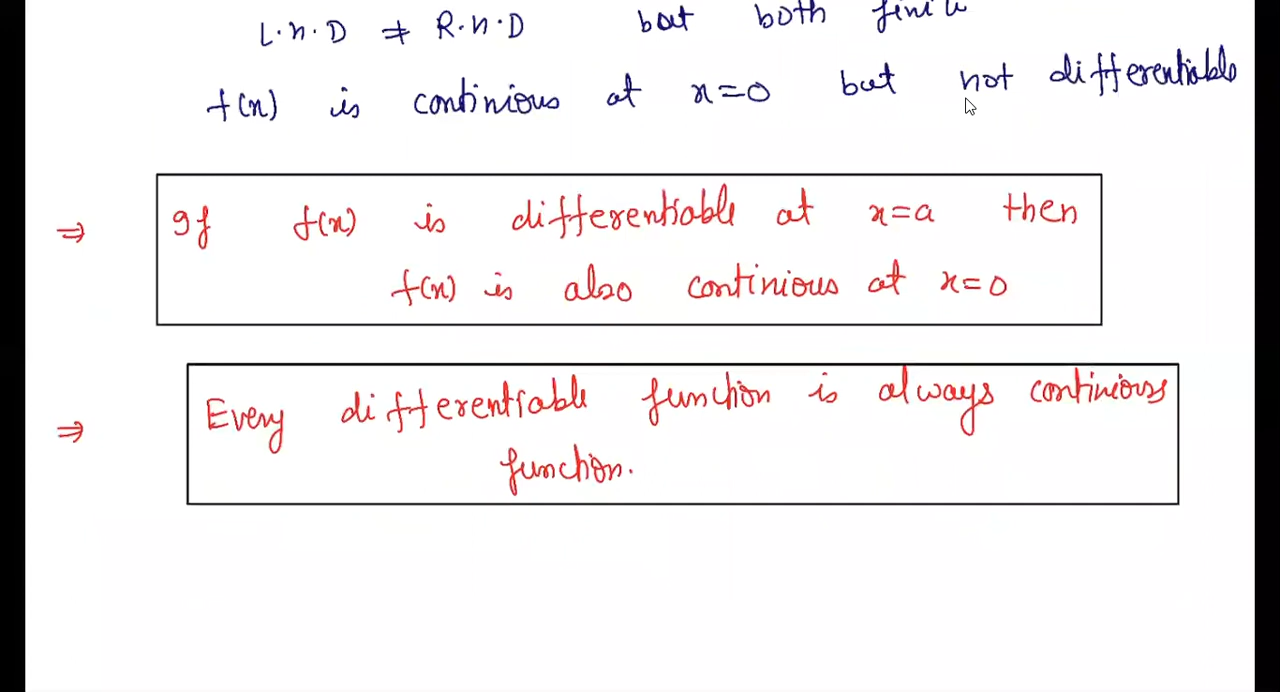 L.H.D ≠ R.H.D but both finite
f(x) is continious at x=0 but not differentiable
⇒ If f(x) is differentiable at x=a then
f(x) is also continious at x=0
⇒ Every differentiable function is always continious
function.